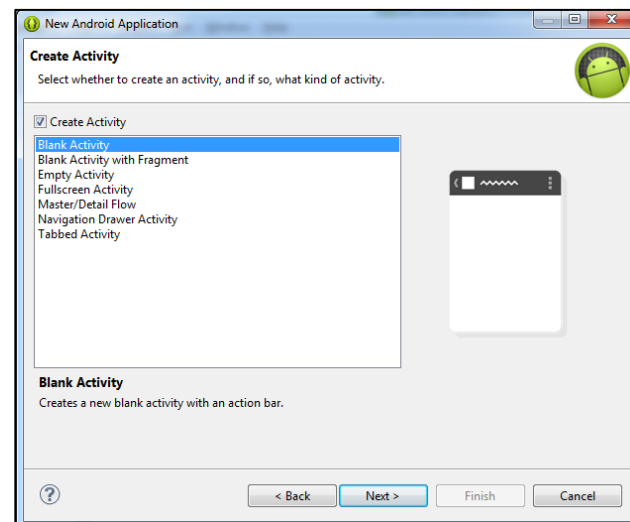 New Android Application
Create Activity
Select whether to create an activity, and if so, what kind of activity.
Create Activity
Blank Activity
Blank Activity with Fragment
Empty Activity
Fullscreen Activity
Master/Detail Flow
Navigation Drawer Activity
Tabbed Activity
Blank Activity
Creates a new blank activity with an action bar.
< Back
Next >
Finish
Cancel